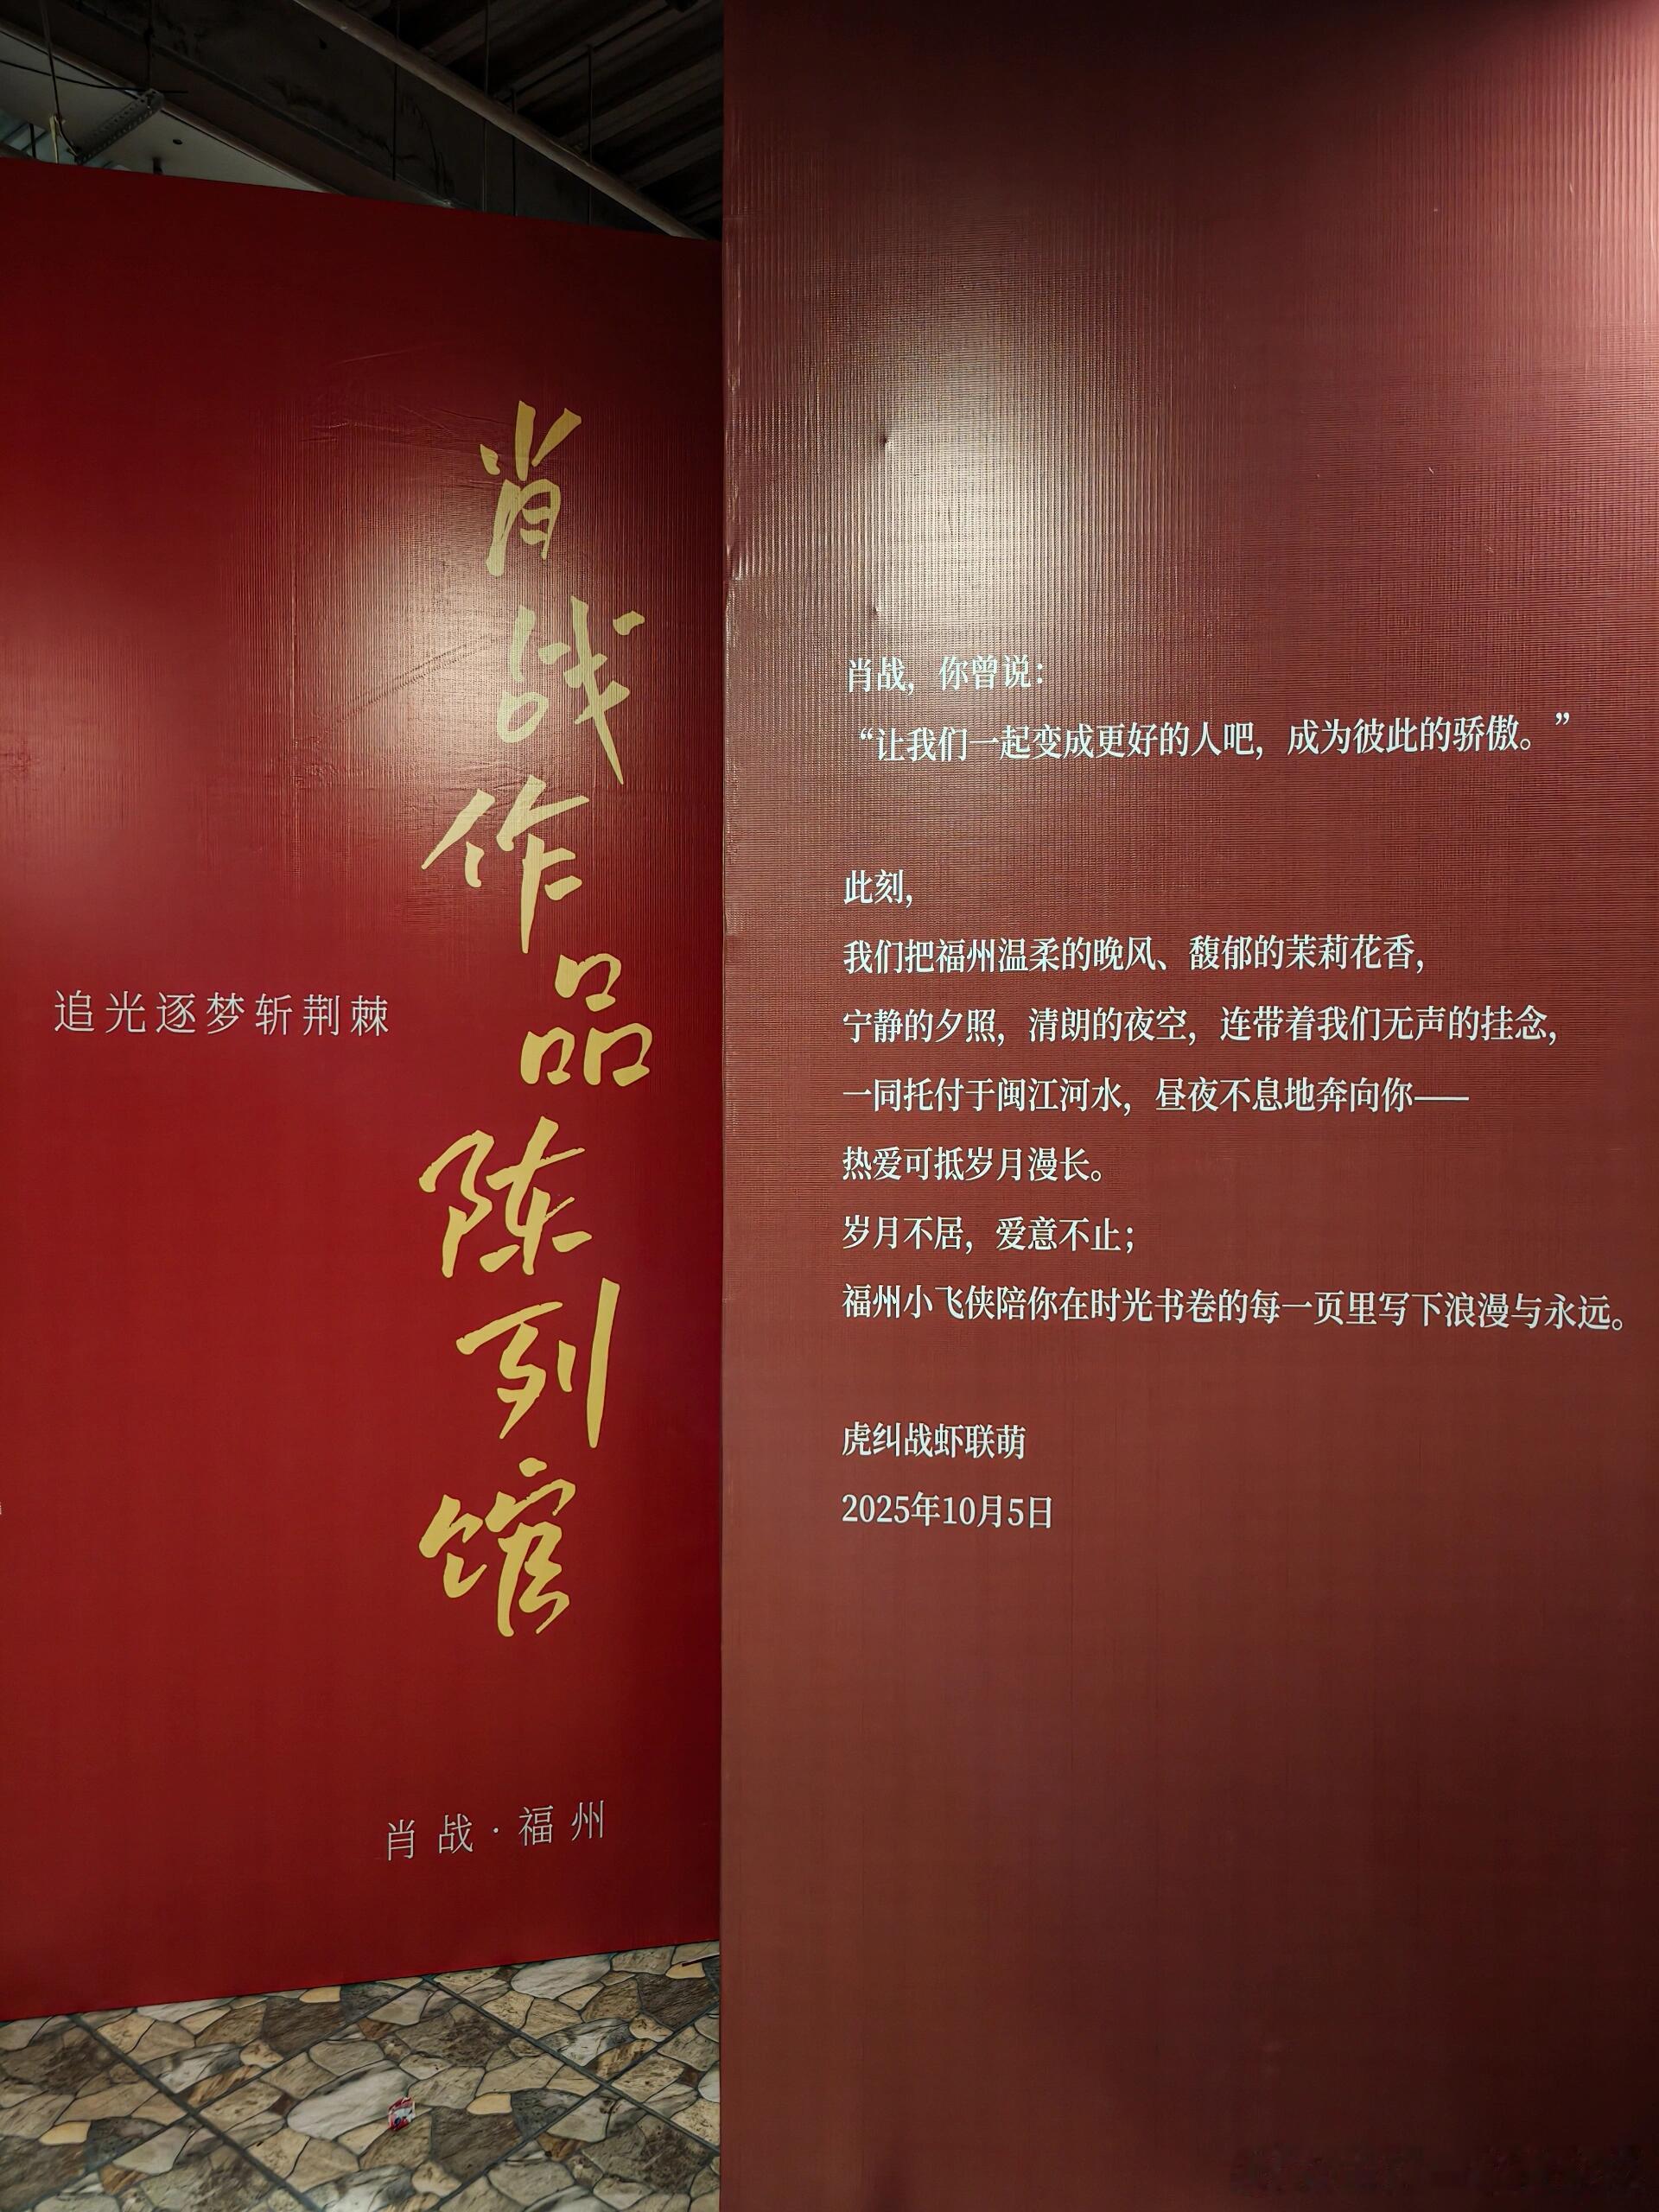 肖战作品陈列馆
追光逐梦斩荆棘
肖战·福州
肖战，你曾说：
“让我们一起变成更好的人吧，成为彼此的骄傲。”
此刻，
我们把福州温柔的晚风、馥郁的茉莉花香，
宁静的夕照，清朗的夜空，连带着我们无声的挂念，
一同托付于闽江河水，昼夜不息地奔向你——
热爱可抵岁月漫长。
岁月不居，爱意不止；
福州小飞侠陪你在时光书卷的每一页里写下浪漫与永远。
虎纠战虾联萌
2025年10月5日